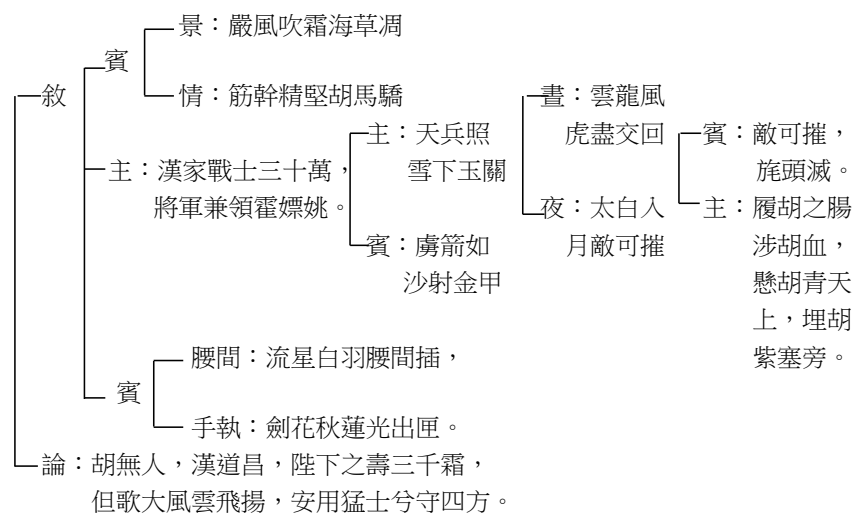 景：嚴風吹霜海草凋
賓
敘
情：筋幹精堅胡馬驕
主：漢家戰士三十萬，
將軍兼領霍嫖姚。
主：天兵照
雪下玉關
賓：虜箭如
沙射金甲
晝：雲龍風
虎盡交回
夜：太白入
月敵可摧
賓：敵可摧，
旄頭滅。
主：履胡之腸
涉胡血，
懸胡青天
上，埋胡
紫塞旁。
賓
腰間：流星白羽腰間插，
手執：劍花秋蓮光出匣。
論：胡無人，漢道昌，陛下之壽三千霜，
但歌大風雲飛揚，安用猛士兮守四方。